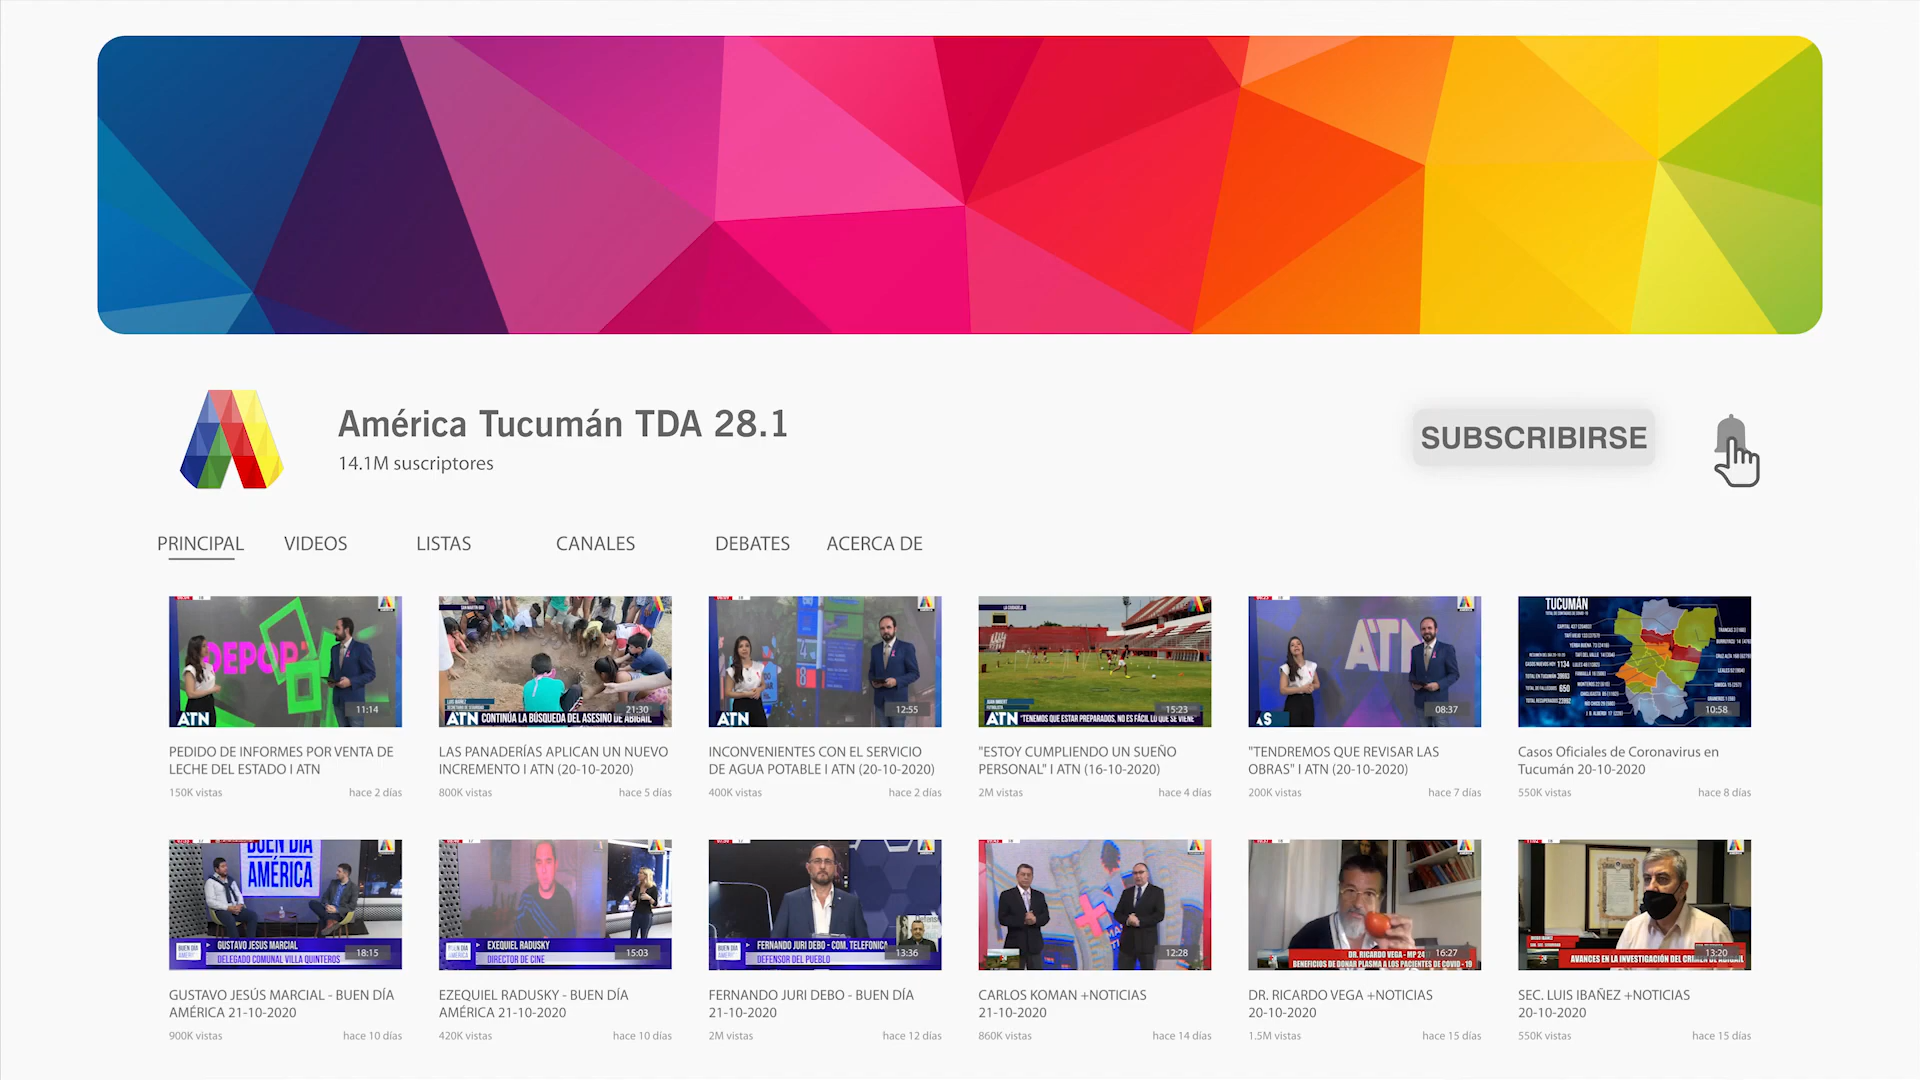 América Tucumán TDA 28.1
14.1M suscriptores
SUBSCRIBIRSE
PRINCIPAL VIDEOS LISTAS CANALES DEBATES ACERCA DE
DEPOR
ATN
11:14
PEDIDO DE INFORMES POR VENTA DE
LECHE DEL ESTADO I ATN
150K vistas hace 2 días
ATN CONTINÚA LA BÚSQUEDA DEL ASESINO DE ABIGAIL
21:30
LAS PANADERÍAS APLICAN UN NUEVO
INCREMENTO I ATN (20-10-2020)
800K vistas hace 5 días
ATN
12:55
INCONVENIENTES CON EL SERVICIO
DE AGUA POTABLE I ATN (20-10-2020)
400K vistas hace 2 días
LA CIUDADELA
15:23
ATN "TENEMOS QUE ESTAR PREPARADOS, NO ES FÁCIL LO QUE SE VIENE"
"ESTOY CUMPLIENDO UN SUEÑO
PERSONAL" I ATN (16-10-2020)
2M vistas hace 4 días
ATN
AS
08:37
"TENDREMOS QUE REVISAR LAS
OBRAS" I ATN (20-10-2020)
200K vistas hace 7 días
TUCUMÁN
10:58
Casos Oficiales de Coronavirus en
Tucumán 20-10-2020
550K vistas hace 8 días
BUEN DÍA
AMÉRICA
GUSTAVO JESUS MARCIAL
DELEGADO COMUNAL VILLA QUINTEROS
18:15
GUSTAVO JESÚS MARCIAL - BUEN DÍA
AMÉRICA 21-10-2020
900K vistas hace 10 días
BUEN DÍA
AMÉRICA
EXEQUIEL RADUSKY
DIRECTOR DE CINE
15:03
EZEQUIEL RADUSKY - BUEN DÍA
AMÉRICA 21-10-2020
420K vistas hace 10 días
BUEN DÍA
AMÉRICA
FERNANDO JURI DEBO - COM. TELEFONICA
DEFENSOR DEL PUEBLO
13:36
FERNANDO JURI DEBO - BUEN DÍA
21-10-2020
2M vistas hace 12 días
12:28
CARLOS KOMAN +NOTICIAS
21-10-2020
860K vistas hace 14 días
DR. RICARDO VEGA - MP 24
16:27
BENEFICIOS DE DONAR PLASMA A LOS PACIENTES DE COVID - 19
DR. RICARDO VEGA +NOTICIAS
20-10-2020
1,5M vistas hace 15 días
13:20
AVANCES EN LA INVESTIGACIÓN DEL CRIMEN DE ABIGAIL
SEC. LUIS IBAÑEZ +NOTICIAS
20-10-2020
550K vistas hace 15 días